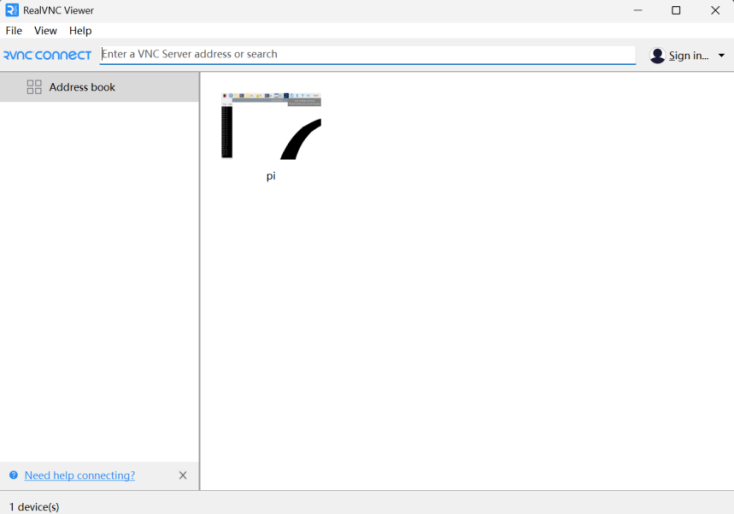 RealVNC Viewer
File View Help
RVNC CONNECT Enter a VNC Server address or search Sign in...
Address book
pi
Need help connecting?
1 device(s)